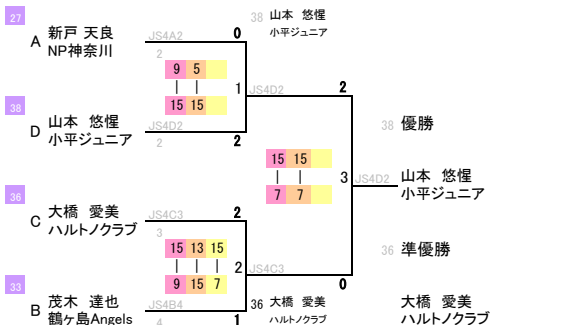 27
A 新戸 天良
NP神奈川
JS4A2
2
0
38 山本 悠惺
小平ジュニア
9 5
| |
15 15
1
JS4D2
2
38
D 山本 悠惺
小平ジュニア
JS4D2
2
2
38 優勝
15 15
| |
7 7
3
JS4D2
山本 悠惺
小平ジュニア
36
C 大橋 愛美
ハルトノクラブ
JS4C3
3
2
15 13 15
| | |
9 15 7
2
JS4C3
0
36 準優勝
33
B 茂木 達也
鶴ヶ島Angels
JS4B4
4
1
36 大橋 愛美
ハルトノクラブ
大橋 愛美
ハルトノクラブ